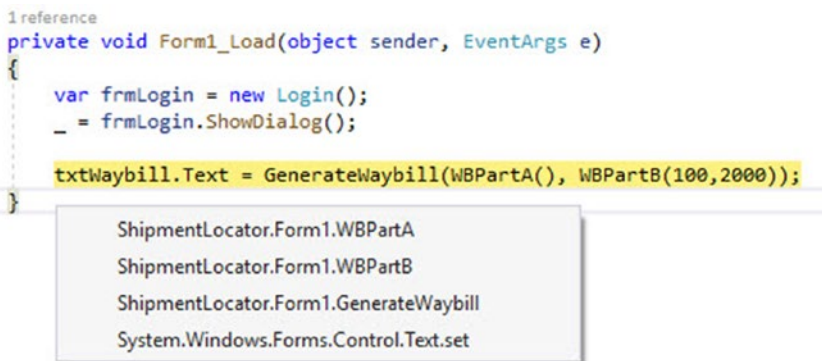 1 reference
private void Form1_Load(object sender, EventArgs e)
{
var frmLogin = new Login();
_ = frmLogin.ShowDialog();
txtWaybill.Text = GenerateWaybill(WBPartA(), WBPartB(100,2000));
}
ShipmentLocator.Form1.WBPartA
ShipmentLocator.Form1.WBPartB
ShipmentLocator.Form1.GenerateWaybill
System.Windows.Forms.Control.Text.set